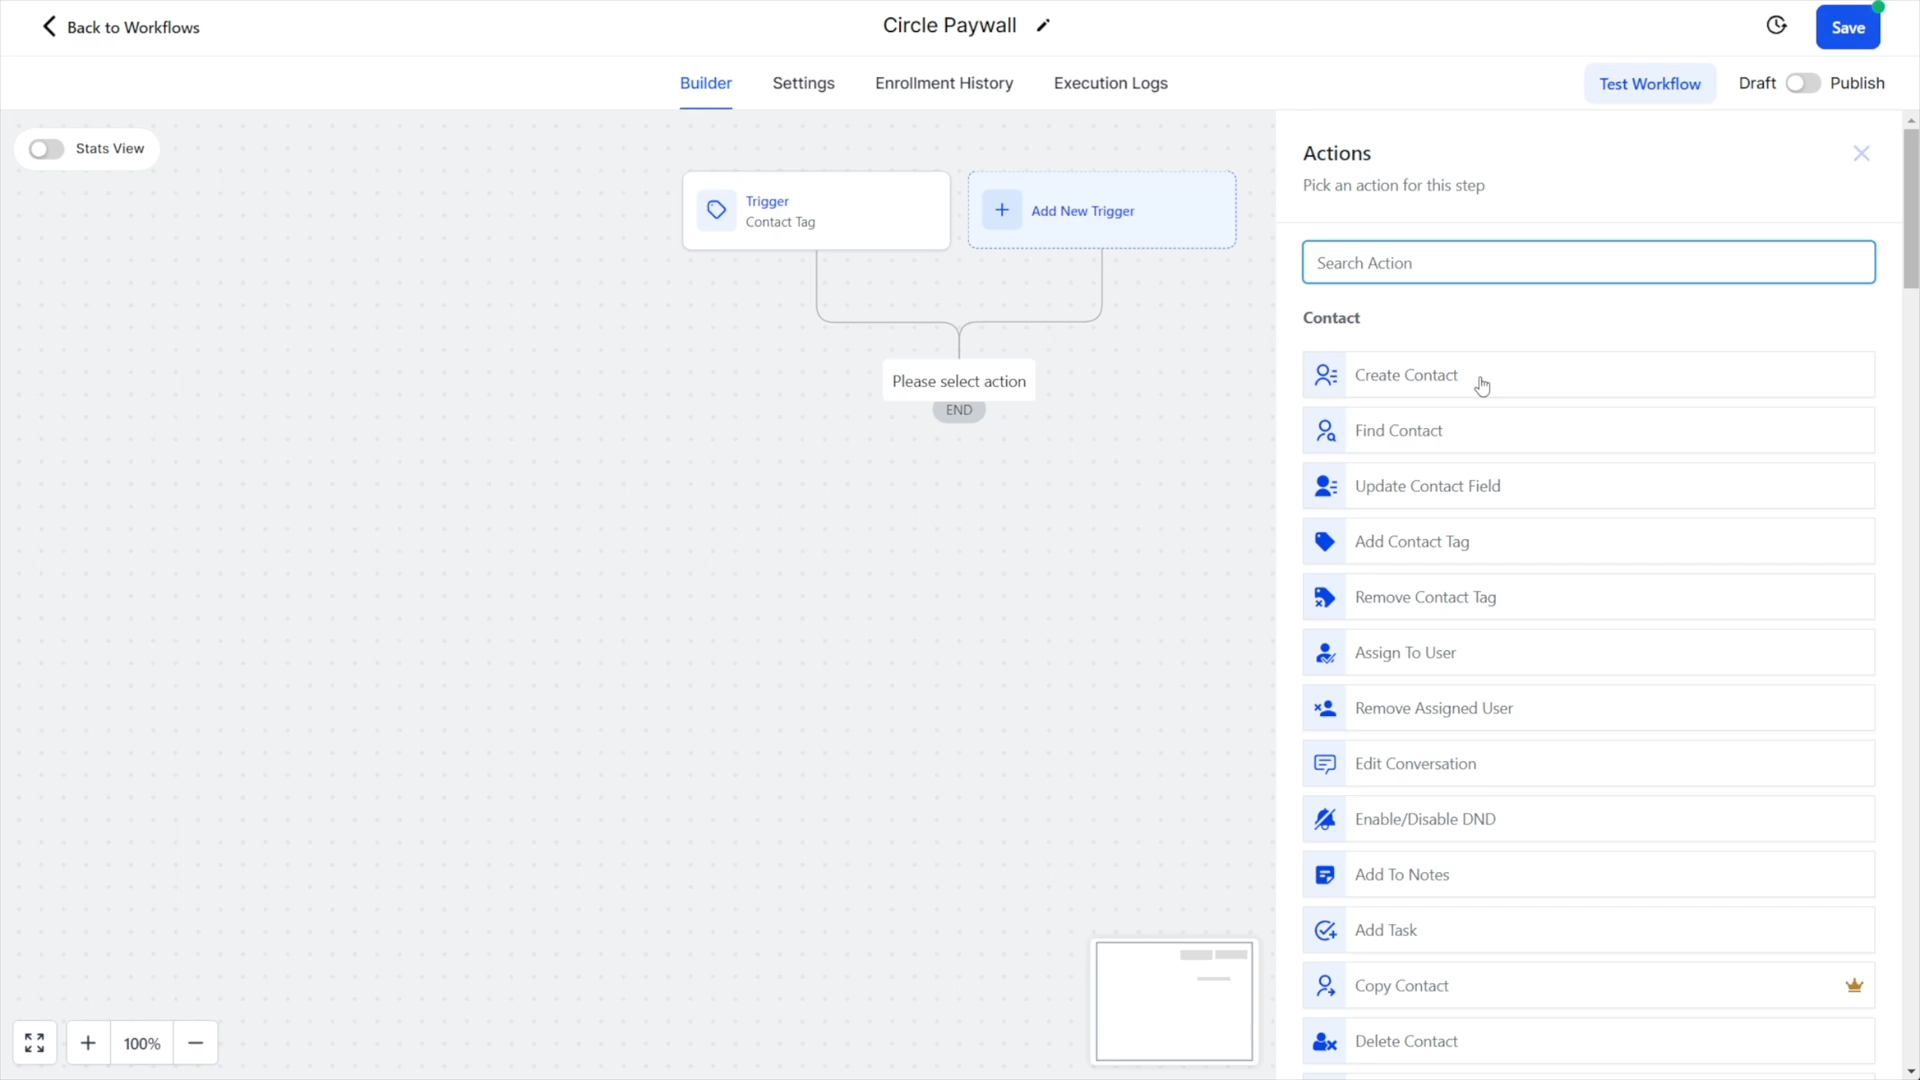 Back to Workflows
Circle Paywall
Save
Builder
Settings
Enrollment History
Execution Logs
Test Workflow
Draft
Publish
Stats View
Trigger
Contact Tag
Add New Trigger
Please select action
END
Actions
Pick an action for this step
Search Action
Contact
Create Contact
Find Contact
Update Contact Field
Add Contact Tag
Remove Contact Tag
Assign To User
Remove Assigned User
Edit Conversation
Enable/Disable DND
Add To Notes
Add Task
Copy Contact
Delete Contact
100%